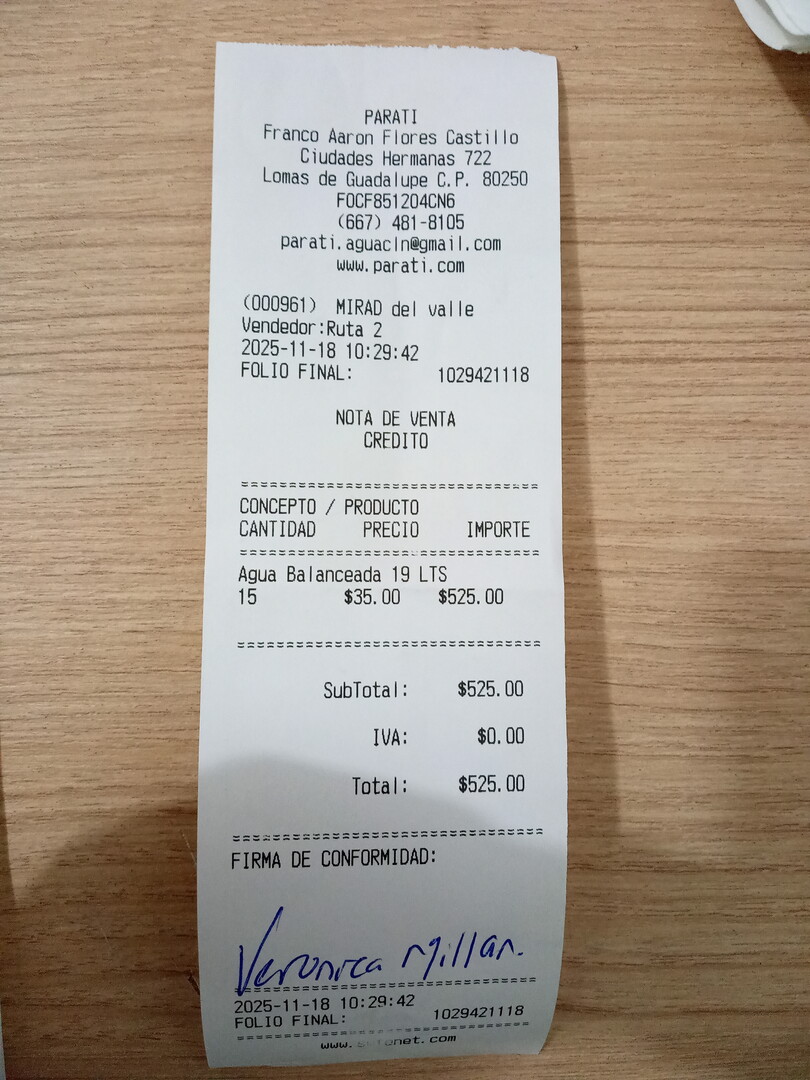 PARATI
Franco Aaron Flores Castillo
Ciudades Hermanas 722
Lomas de Guadalupe C.P. 80250
FOCF851204CN6
(667) 481-8105
parati.aguacln@gmail.com
www.parati.com
(000961) MIRAD del valle
Vendedor:Ruta 2
2025-11-18 10:29:42
FOLIO FINAL: 1029421118
NOTA DE VENTA
CREDITO
CONCEPTO / PRODUCTO
CANTIDAD PRECIO IMPORTE
Agua Balanceada 19 LTS
15 $35.00 $525.00
SubTotal: $525.00
IVA: $0.00
Total: $525.00
FIRMA DE CONFORMIDAD:
Veronica Millan.
2025-11-18 10:29:42
FOLIO FINAL: 1029421118